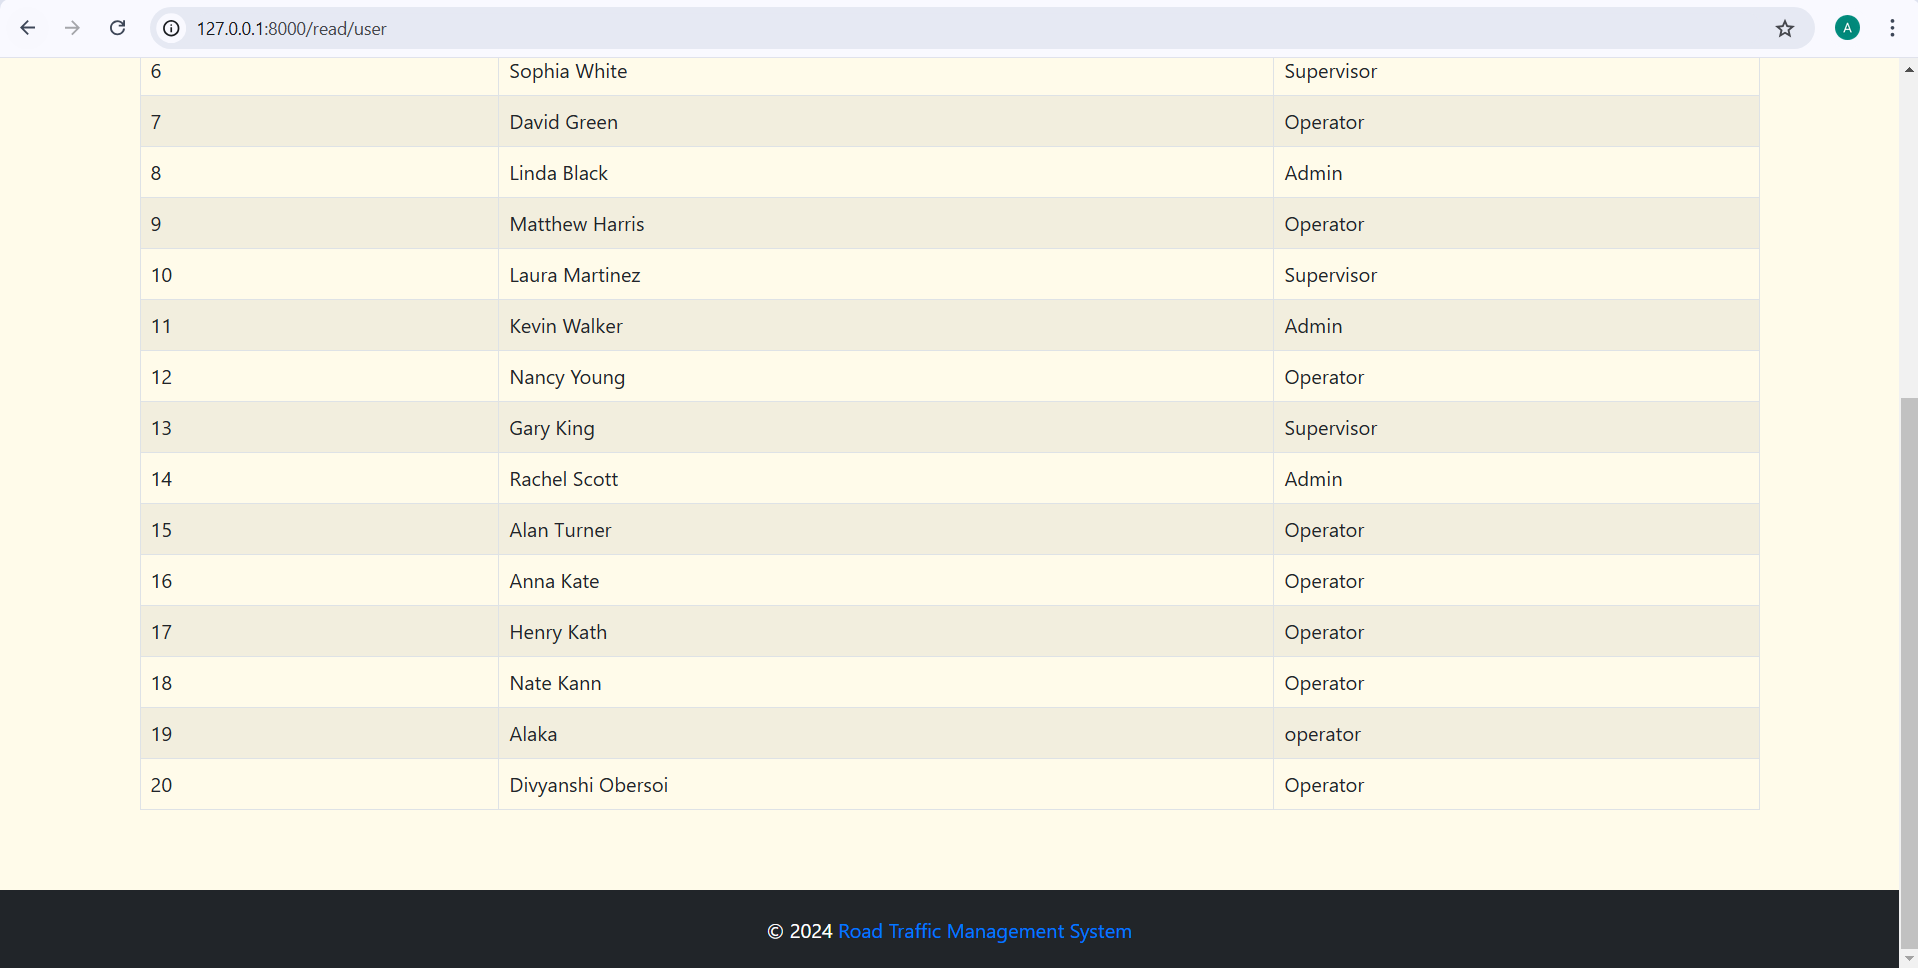 127.0.0.1:8000/read/user
A
6 Sophia White Supervisor
7 David Green Operator
8 Linda Black Admin
9 Matthew Harris Operator
10 Laura Martinez Supervisor
11 Kevin Walker Admin
12 Nancy Young Operator
13 Gary King Supervisor
14 Rachel Scott Admin
15 Alan Turner Operator
16 Anna Kate Operator
17 Henry Kath Operator
18 Nate Kann Operator
19 Alaka operator
20 Divyanshi Obersoi Operator
© 2024 Road Traffic Management System